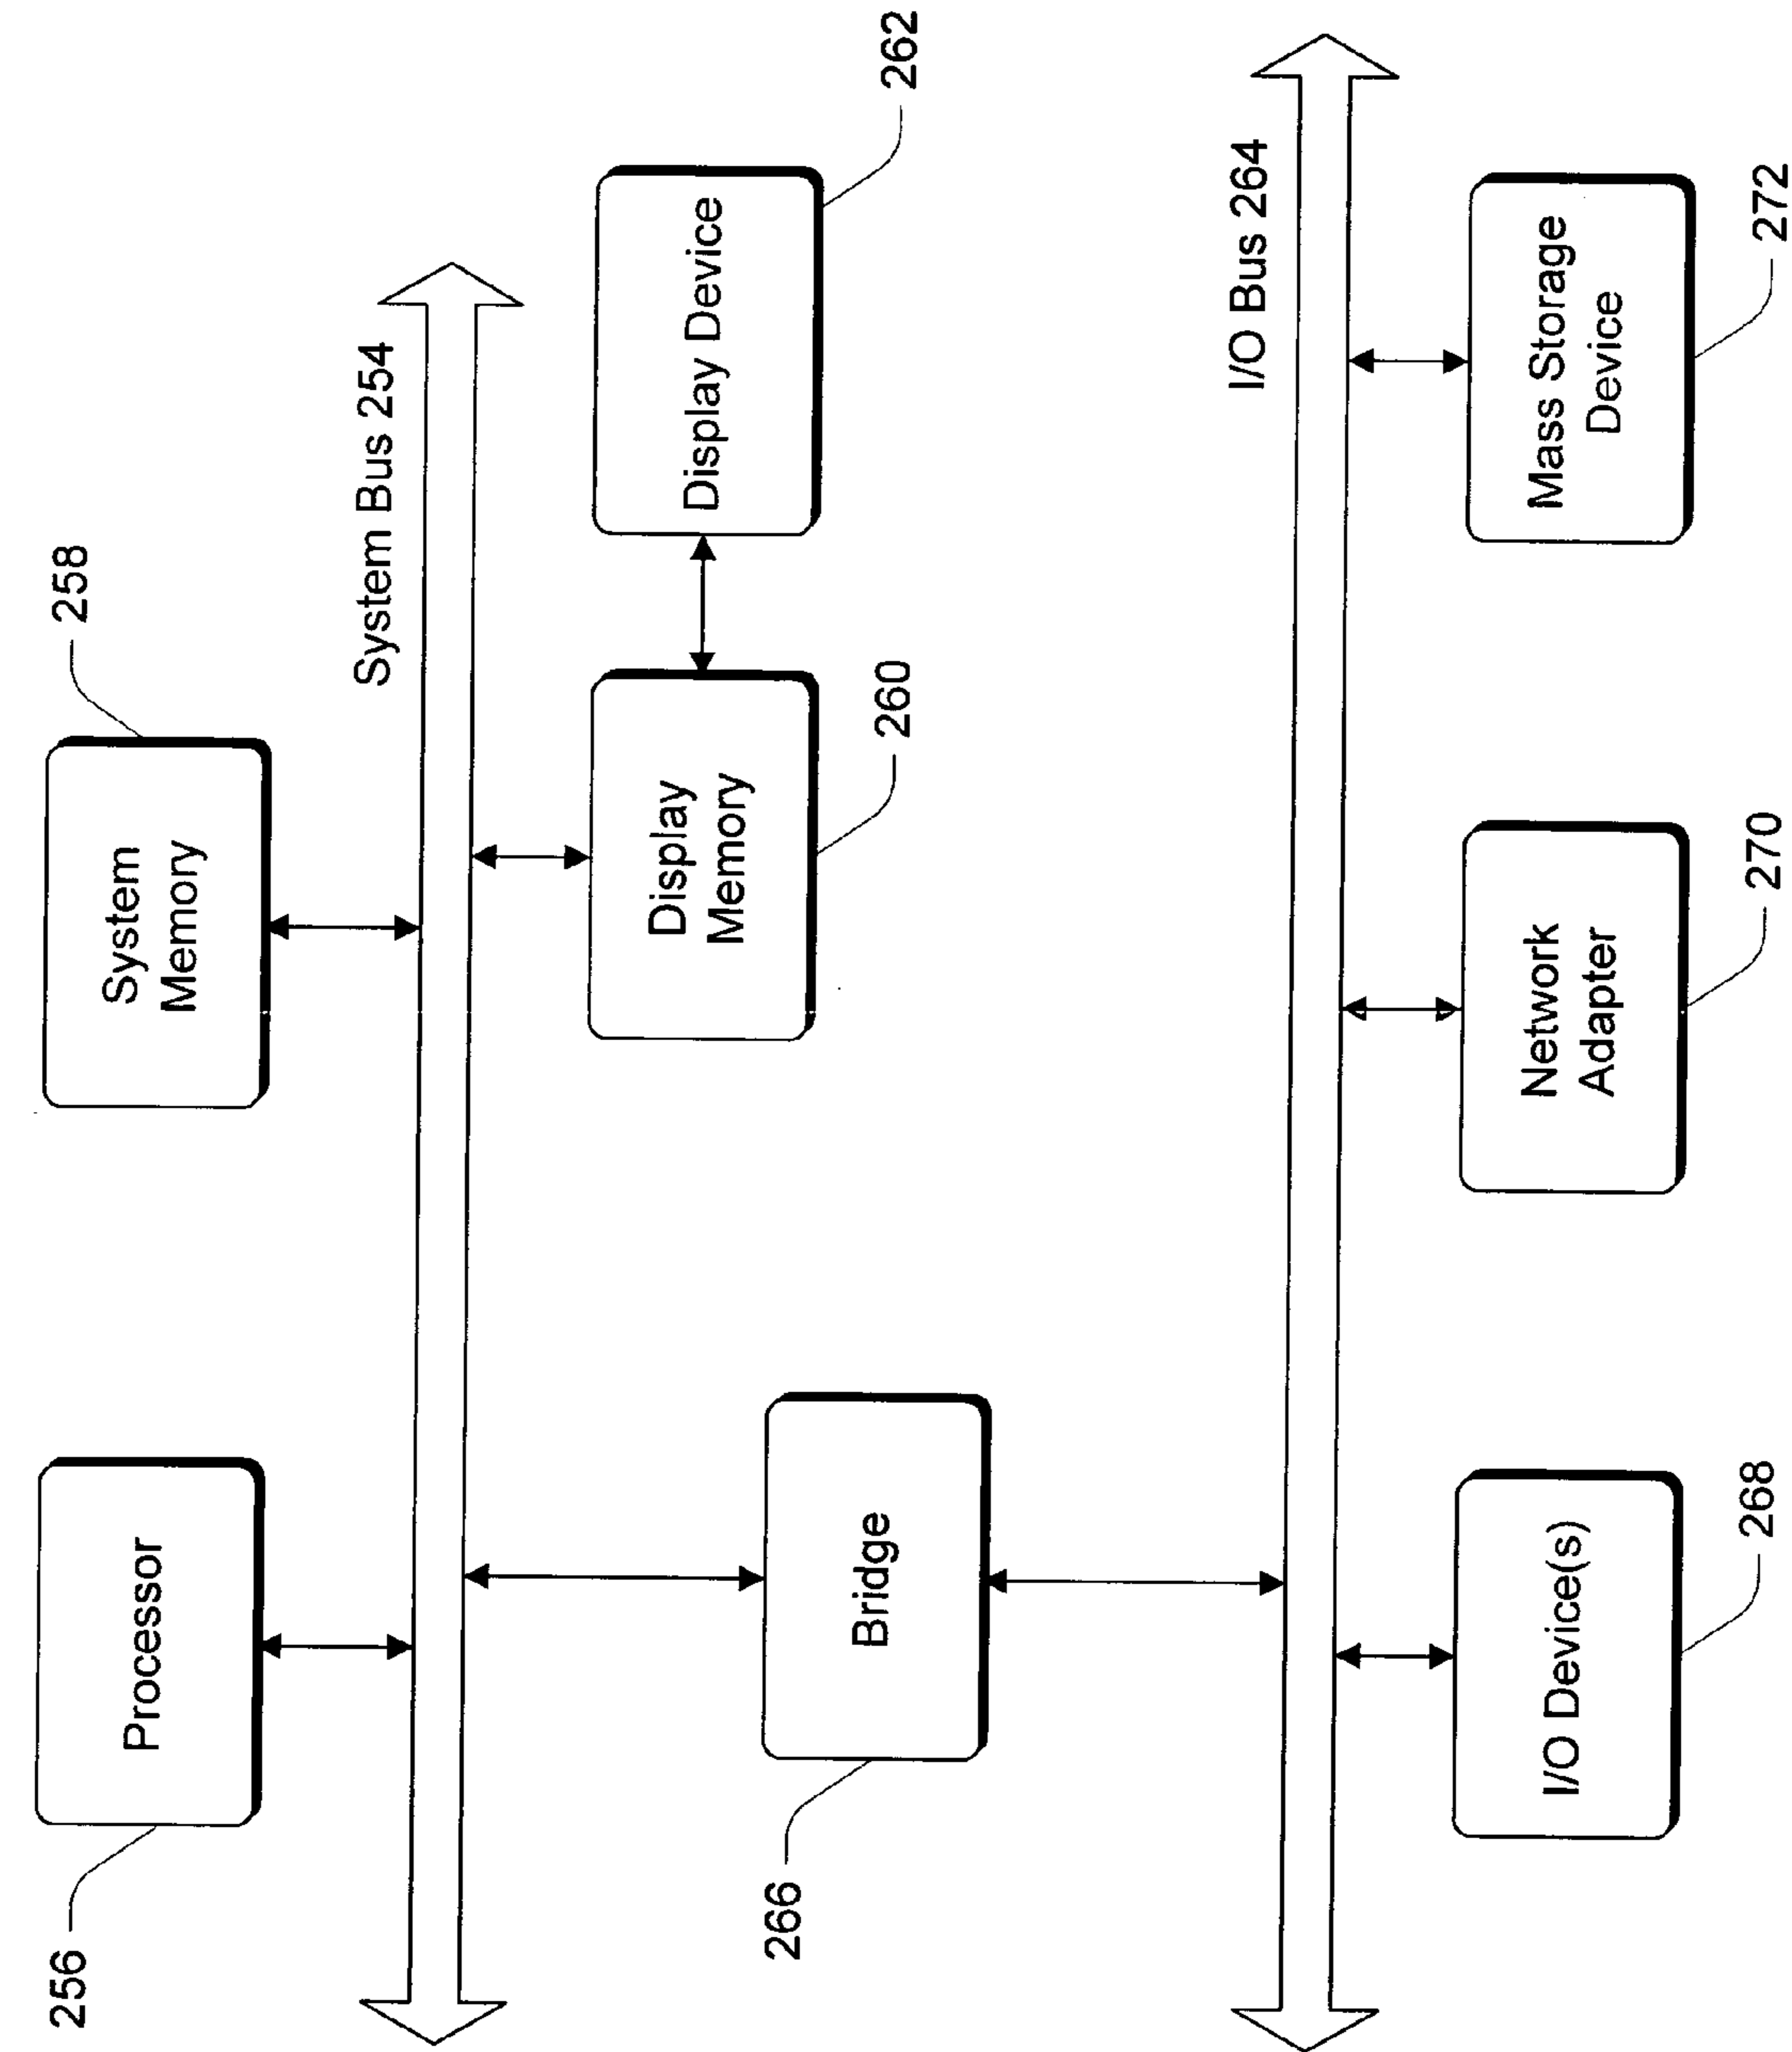 256
Processor
System
Memory
258
System Bus 254
Display
Memory
260
Display Device
262
266
Bridge
I/O Bus 264
I/O Device(s)
268
Network
Adapter
270
Mass Storage
Device
272